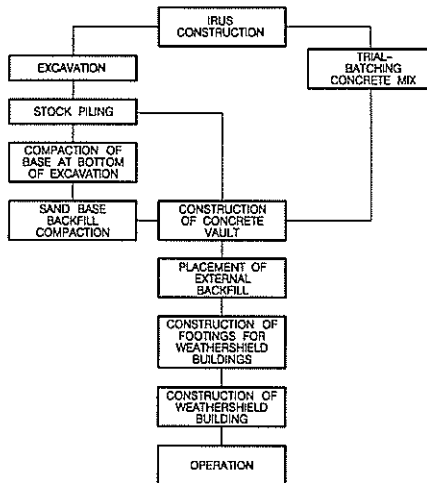 IRUS
CONSTRUCTION
EXCAVATION
TRIAL-
BATCHING
CONCRETE MIX
STOCK PILING
COMPACTION OF
BASE AT BOTTOM
OF EXCAVATION
SAND BASE
BACKFILL
COMPACTION
CONSTRUCTION
OF CONCRETE
VAULT
PLACEMENT OF
EXTERNAL
BACKFILL
CONSTRUCTION OF
FOOTINGS FOR
WEATHERSHIELD
BUILDINGS
CONSTRUCTION OF
WEATHERSHIELD
BUILDING
OPERATION